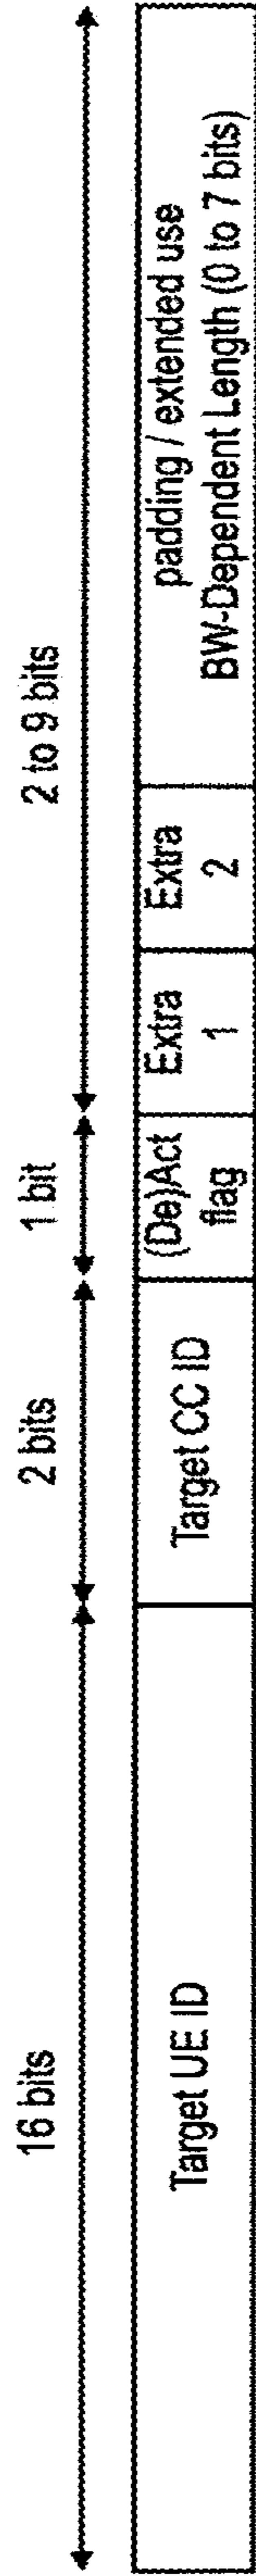 16 bits
2 bits
1 bit
2 to 9 bits
Target UE ID
Target CC ID
(De)Act
flag
Extra
1
Extra
2
padding / extended use
BW-Dependent Length (0 to 7 bits)